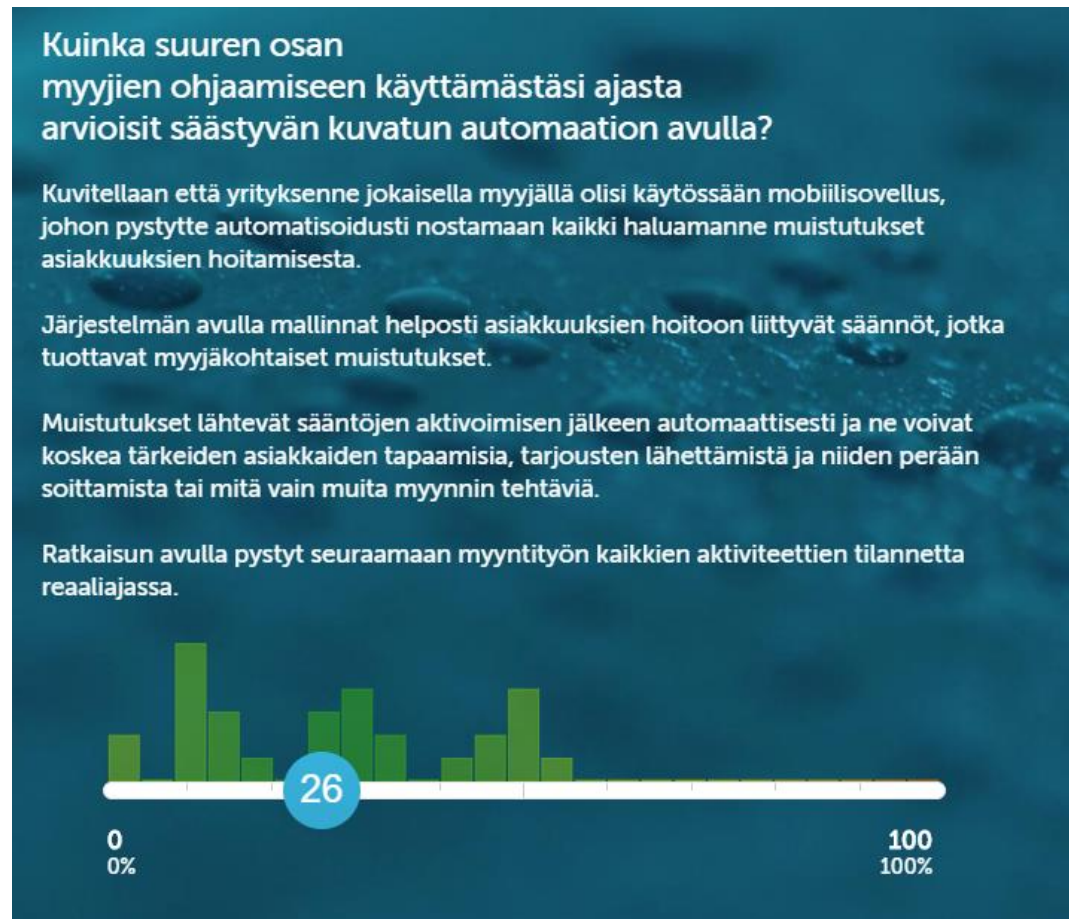 Kuinka suuren osan
myyjien ohjaamiseen käyttämästäsi ajasta
arvioisit säästyvän kuvatun automaation avulla?
Kuvitellaan että yrityksenne jokaisella myyjällä olisi käytössään mobiilisovellus,
johon pystytte automatisoidusti nostamaan kaikki haluamanne muistutukset
asiakkuuksien hoitamisesta.
Järjestelmän avulla mallinnat helposti asiakkuuksien hoitoon liittyvät säännöt, jotka
tuottavat myyjäkohtaiset muistutukset.
Muistutukset lähtevät sääntöjen aktivoimisen jälkeen automaattisesti ja ne voivat
koskea tärkeiden asiakkaiden tapaamisia, tarjousten lähettämistä ja niiden perään
soittamista tai mitä vain muita myynnin tehtäviä.
Ratkaisun avulla pystyt seuraamaan myyntityön kaikkien aktiviteettien tilannetta
reaaliajassa.
26
0 100
0% 100%